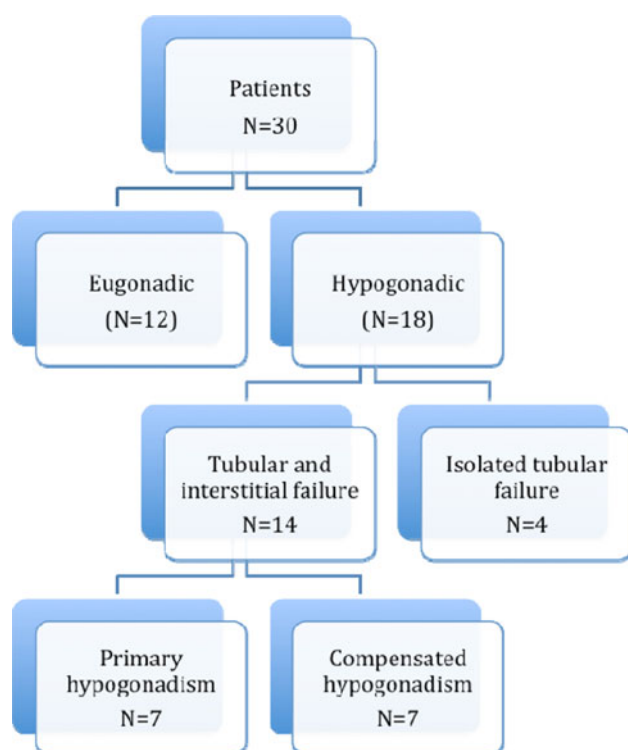 Patients
N=30
Eugonadic
(N=12)
Hypogonadic
(N=18)
Tubular and
interstitial failure
N=14
Isolated tubular
failure
N=4
Primary
hypogonadism
N=7
Compensated
hypogonadism
N=7